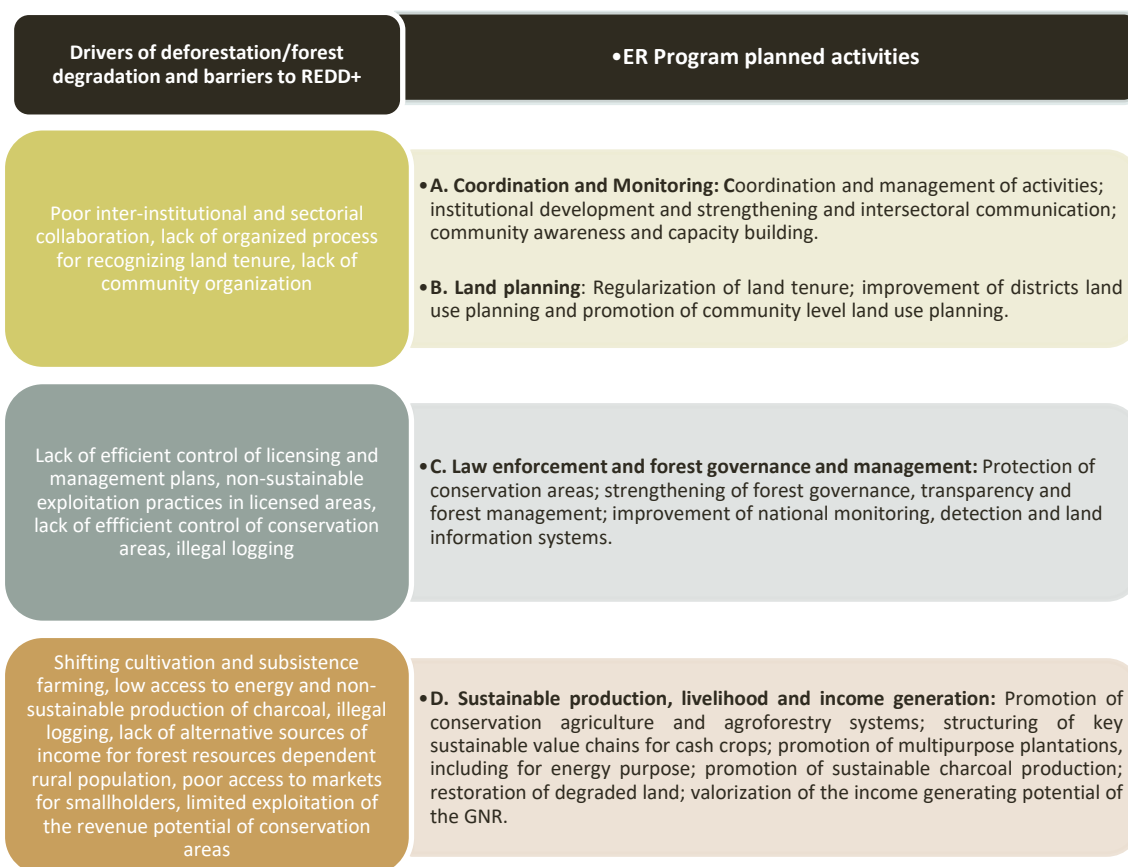 Drivers of deforestation/forest
degradation and barriers to REDD+
•ER Program planned activities
Poor inter-institutional and sectorial
collaboration, lack of organized process
for recognizing land tenure, lack of
community organization
•A. Coordination and Monitoring: Coordination and management of activities;
institutional development and strengthening and intersectoral communication;
community awareness and capacity building.
•B. Land planning: Regularization of land tenure; improvement of districts land
use planning and promotion of community level land use planning.
Lack of efficient control of licensing and
management plans, non-sustainable
exploitation practices in licensed areas,
lack of effficient control of conservation
areas, illegal logging
•C. Law enforcement and forest governance and management: Protection of
conservation areas; strengthening of forest governance, transparency and
forest management; improvement of national monitoring, detection and land
information systems.
Shifting cultivation and subsistence
farming, low access to energy and non-
sustainable production of charcoal, illegal
logging, lack of alternative sources of
income for forest resources dependent
rural population, poor access to markets
for smallholders, limited exploitation of
the revenue potential of conservation
areas
•D. Sustainable production, livelihood and income generation: Promotion of
conservation agriculture and agroforestry systems; structuring of key
sustainable value chains for cash crops; promotion of multipurpose plantations,
including for energy purpose; promotion of sustainable charcoal production;
restoration of degraded land; valorization of the income generating potential of
the GNR.